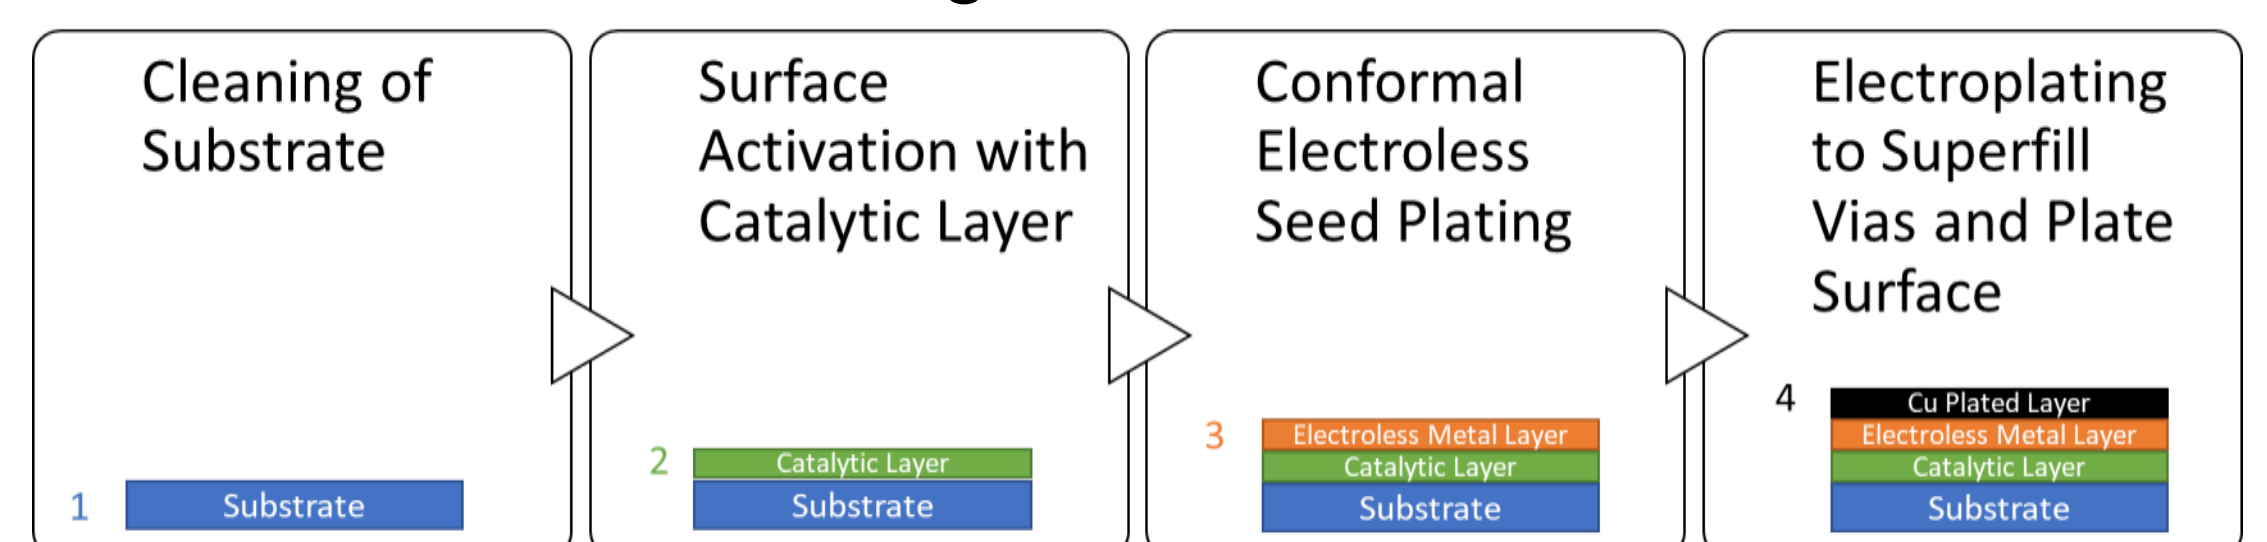 Cleaning of
Substrate
1
Substrate
Surface
Activation with
Catalytic Layer
2
Catalytic Layer
Substrate
Conformal
Electroless
Seed Plating
3
Electroless Metal Layer
Catalytic Layer
Substrate
Electroplating
to Superfill
Vias and Plate
Surface
4
Cu Plated Layer
Electroless Metal Layer
Catalytic Layer
Substrate